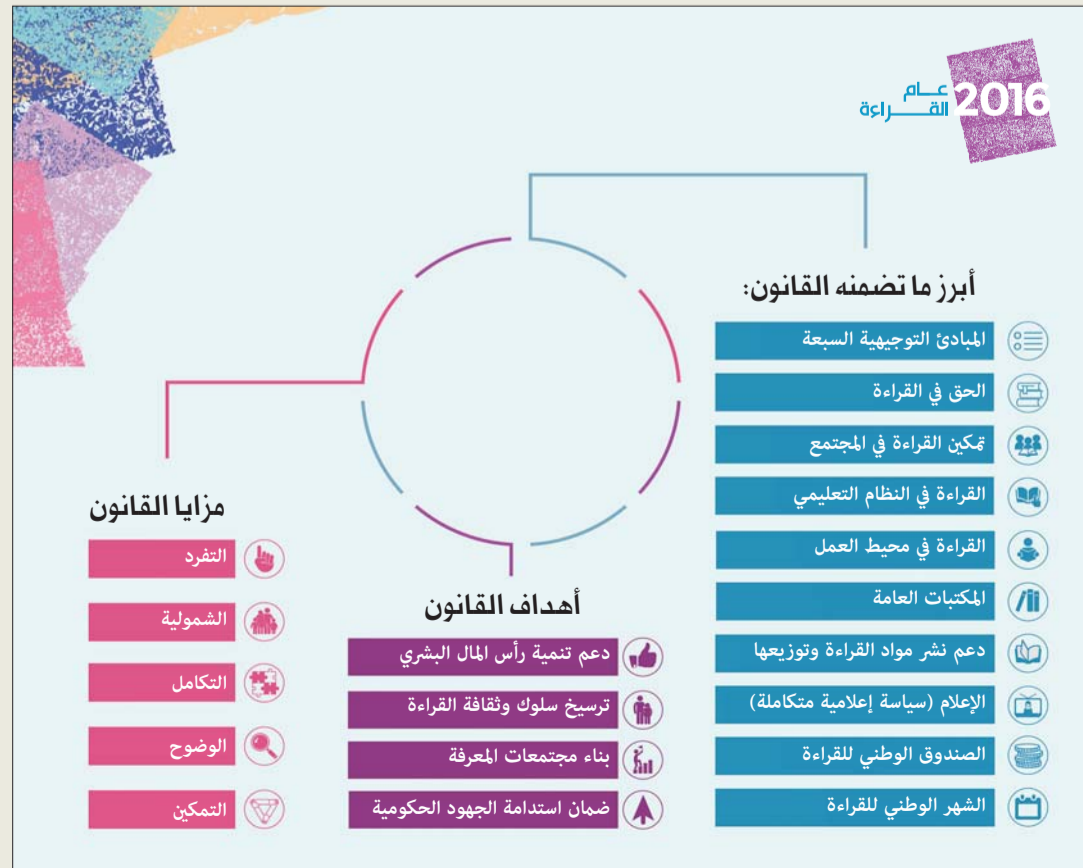 2016
عام
القراءة
أبرز ما تضمنه القانون:
المبادئ التوجيهية السبعة
الحق في القراءة
تمكين القراءة في المجتمع
القراءة في النظام التعليمي
القراءة في محيط العمل
المكتبات العامة
دعم نشر مواد القراءة وتوزيعها
الإعلام (سياسة إعلامية متكاملة)
الصندوق الوطني للقراءة
الشهر الوطني للقراءة
أهداف القانون
دعم تنمية رأس المال البشري
ترسيخ سلوك وثقافة القراءة
بناء مجتمعات المعرفة
ضمان استدامة الجهود الحكومية
مزايا القانون
التفرد
الشمولية
التكامل
الوضوح
التمكين